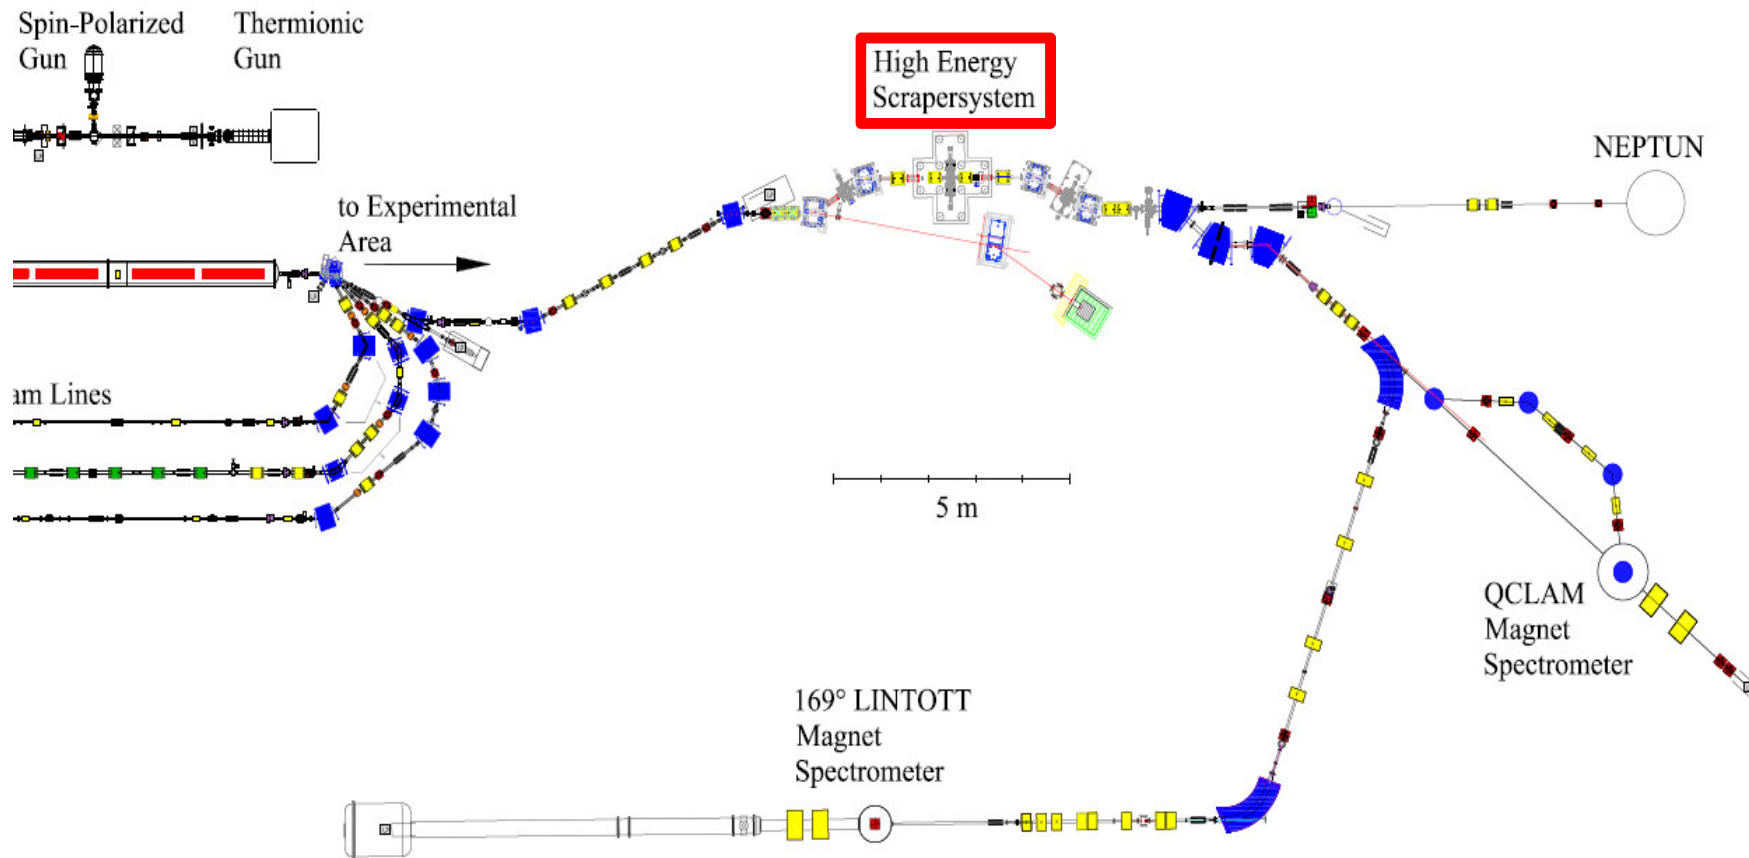 Spin-Polarized
Gun
Thermionic
Gun
High Energy
Scrapersystem
NEPTUN
to Experimental
Area
am Lines
5 m
QCLAM
Magnet
Spectrometer
169° LINTOTT
Magnet
Spectrometer